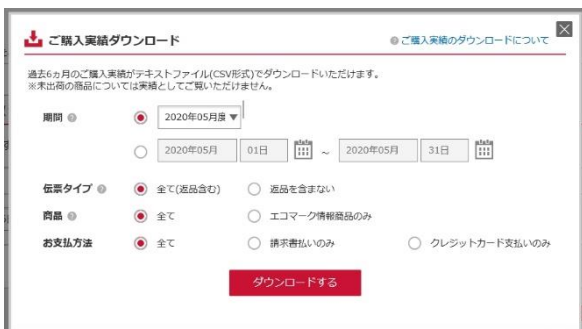 ご購入実績ダウンロード
ご購入実績のダウンロードについて
過去6ヵ月のご購入実績がテキストファイル(CSV形式)でダウンロードいただけます。
※未出荷の商品については実績としてご覧いただけません。
期間 2020年05月度
2020年05月 01日 ~ 2020年05月 31日
伝票タイプ 全て(返品含む) 返品を含まない
商品 全て エコマーク情報商品のみ
お支払方法 全て 請求書払いのみ クレジットカード支払いのみ
ダウンロードする